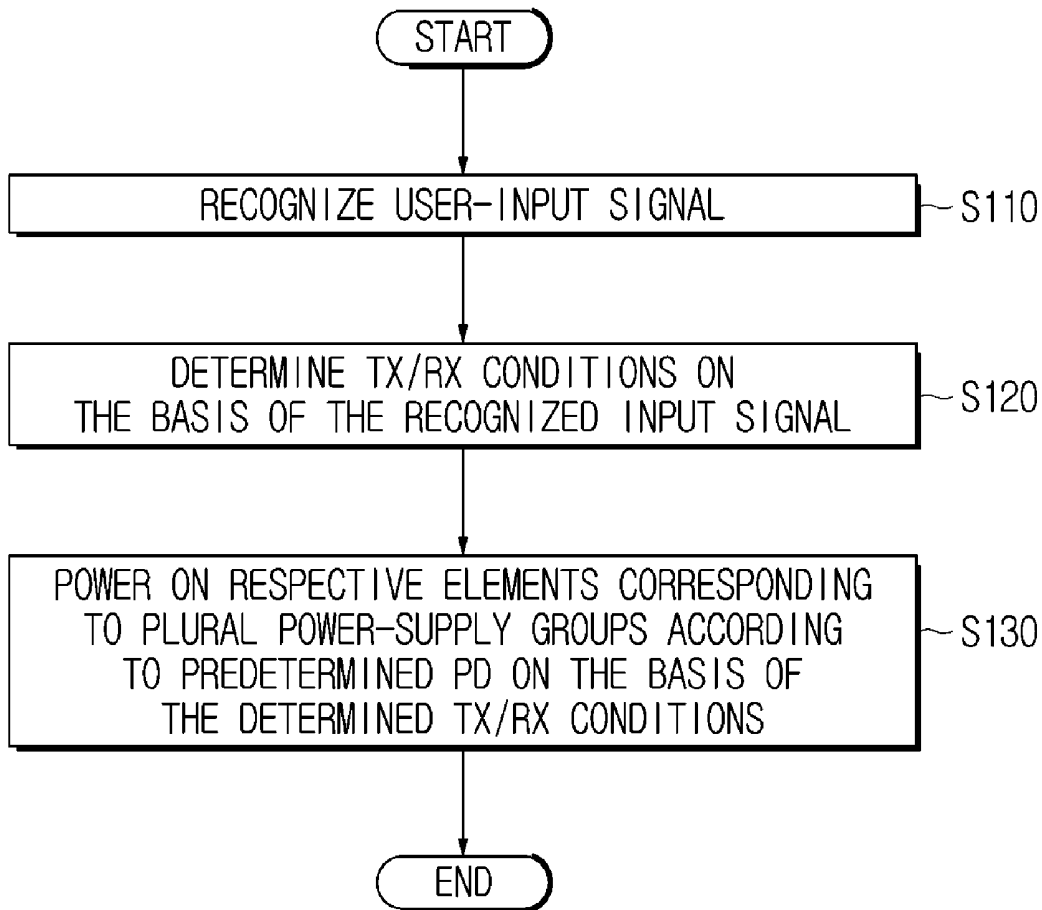 START
RECOGNIZE USER-INPUT SIGNAL
S110
DETERMINE TX/RX CONDITIONS ON
THE BASIS OF THE RECOGNIZED INPUT SIGNAL
S120
POWER ON RESPECTIVE ELEMENTS CORRESPONDING
TO PLURAL POWER-SUPPLY GROUPS ACCORDING
TO PREDETERMINED PD ON THE BASIS OF
THE DETERMINED TX/RX CONDITIONS
S130
END